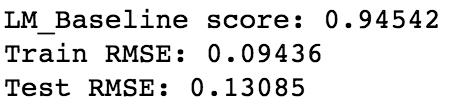 LM_Baseline score: 0.94542
Train RMSE: 0.09436
Test RMSE: 0.13085